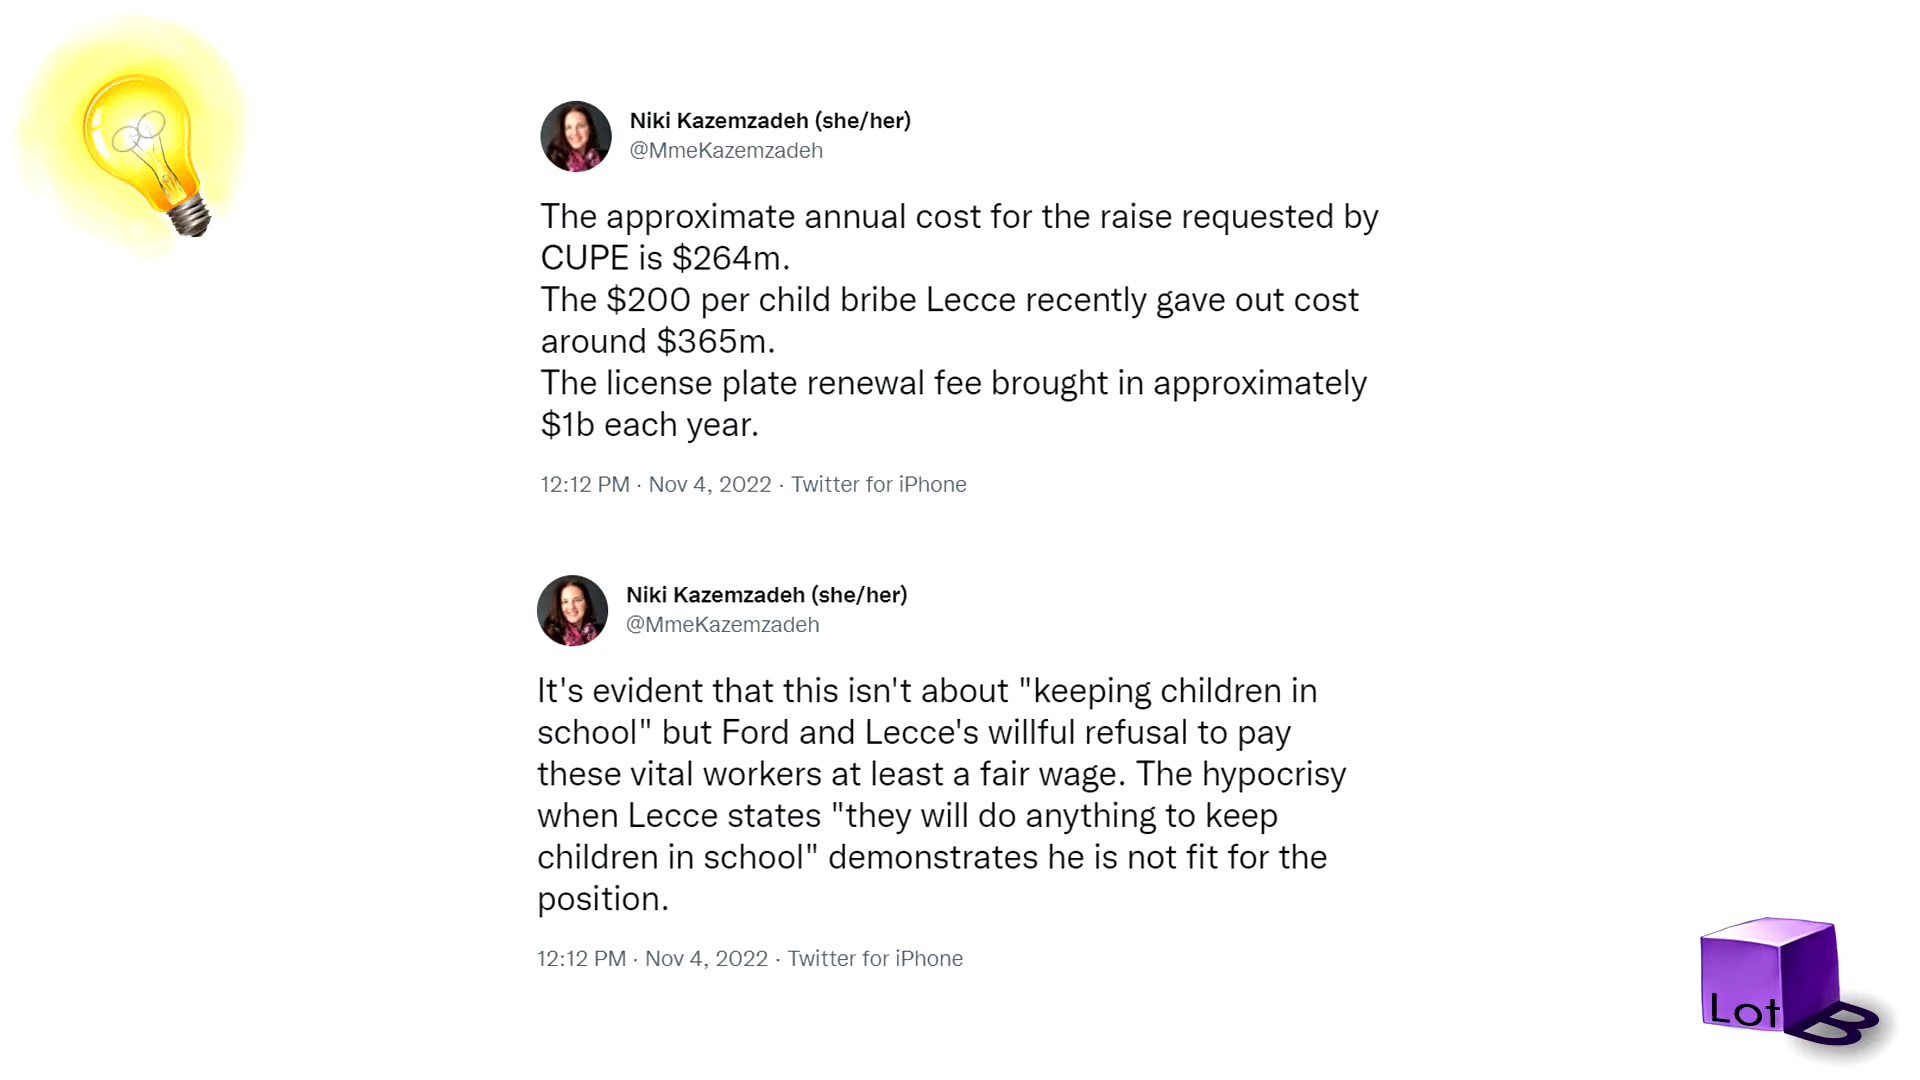 Niki Kazemzadeh (she/her)
@MmeKazemzadeh
The approximate annual cost for the raise requested by
CUPE is $264m.
The $200 per child bribe Lecce recently gave out cost
around $365m.
The license plate renewal fee brought in approximately
$1b each year.
12:12 PM · Nov 4, 2022 · Twitter for iPhone
Niki Kazemzadeh (she/her)
@MmeKazemzadeh
It's evident that this isn't about "keeping children in
school" but Ford and Lecce's willful refusal to pay
these vital workers at least a fair wage. The hypocrisy
when Lecce states "they will do anything to keep
children in school" demonstrates he is not fit for the
position.
12:12 PM · Nov 4, 2022 · Twitter for iPhone
Lot B